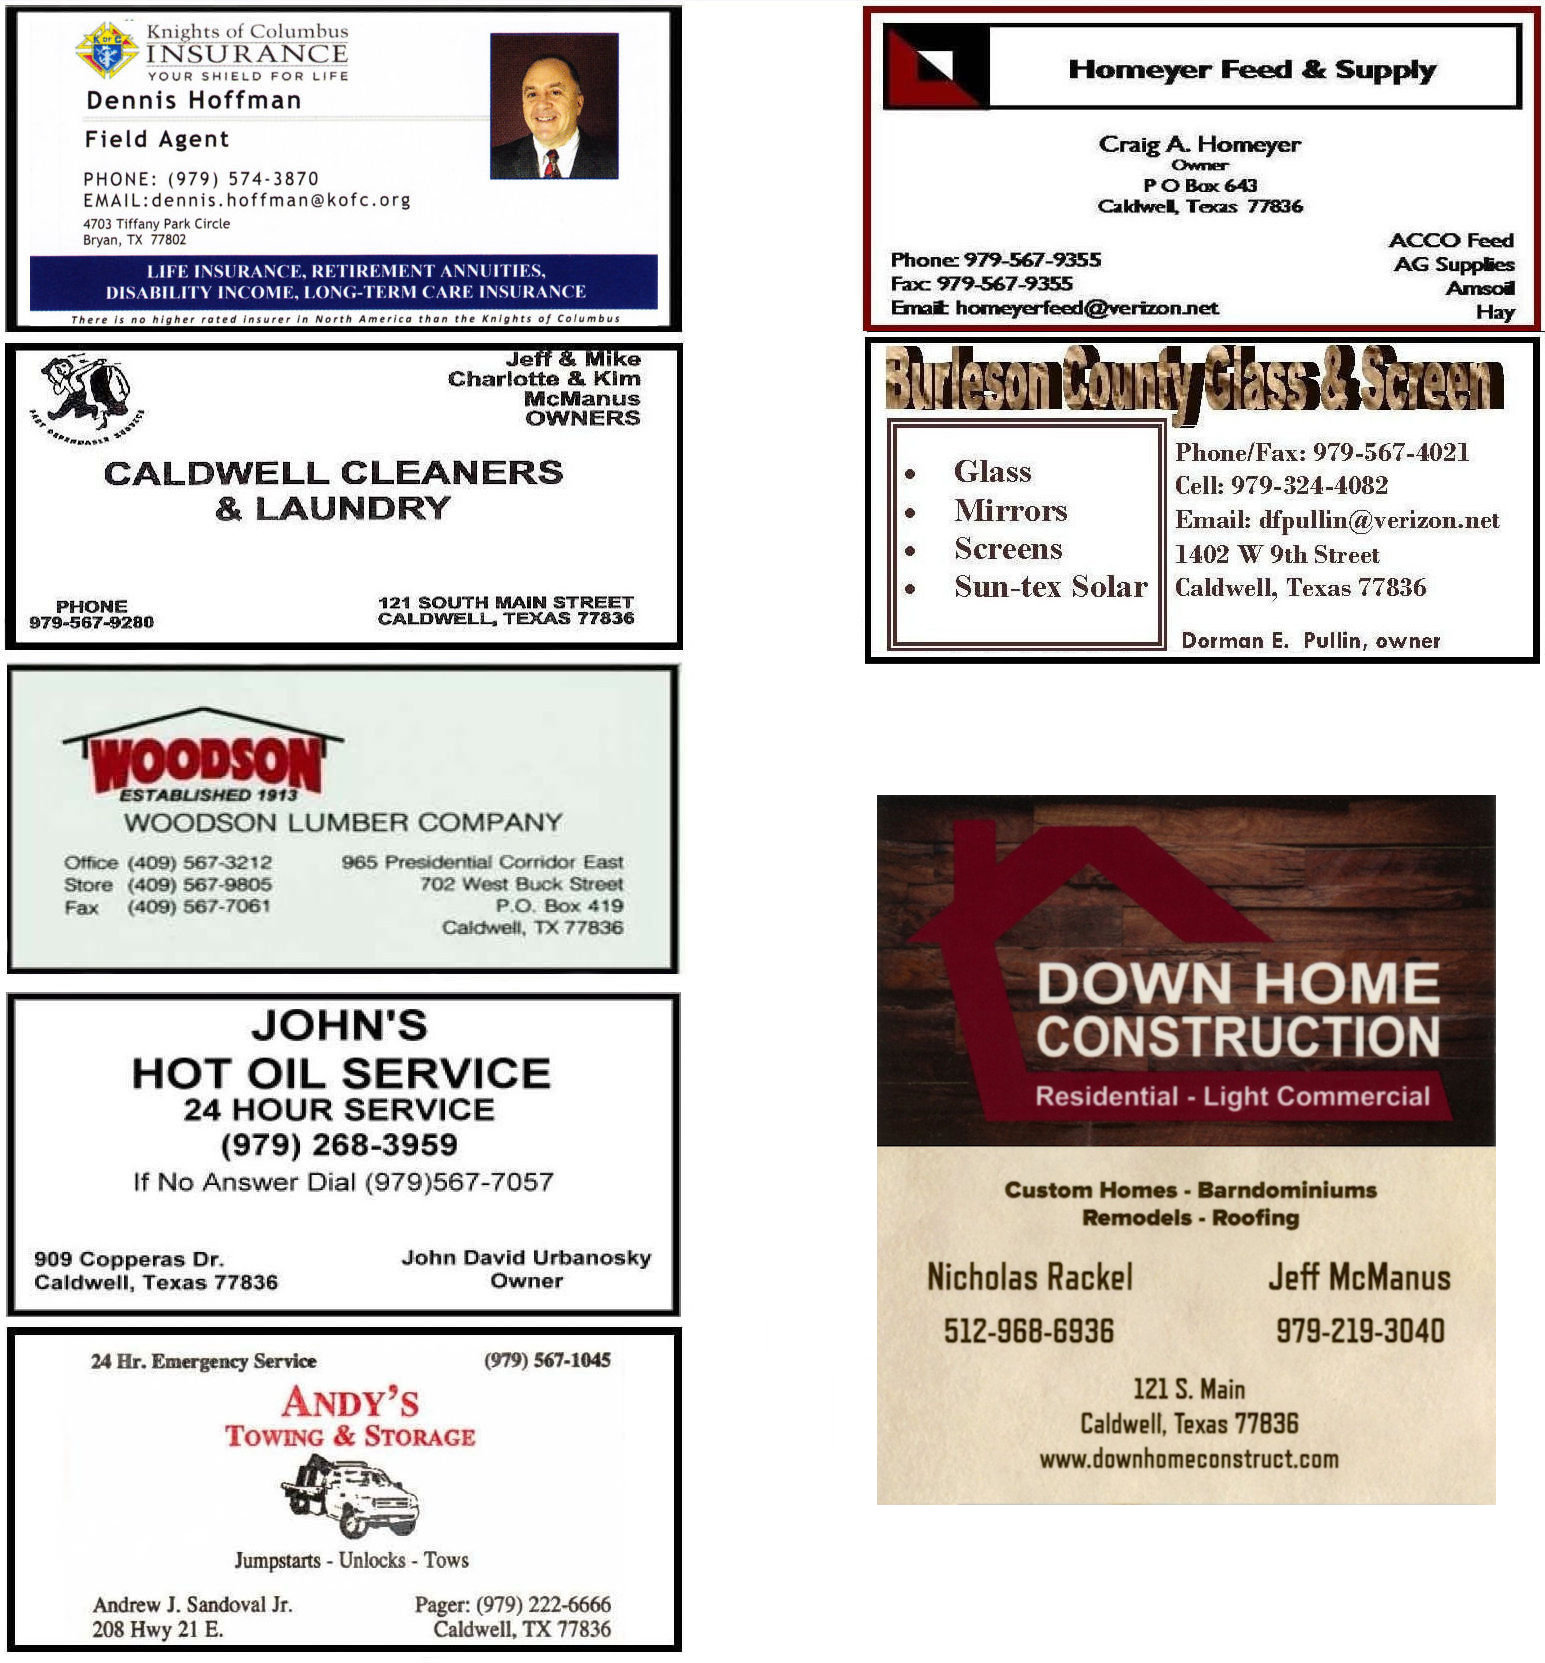 Knights of Columbus
INSURANCE
YOUR SHIELD FOR LIFE
Dennis Hoffman
Field Agent
PHONE: (979) 574-3870
EMAIL:dennis.hoffman@kofc.org
4703 Tiffany Park Circle
Bryan, TX 77802
LIFE INSURANCE, RETIREMENT ANNUITIES,
DISABILITY INCOME, LONG-TERM CARE INSURANCE
There is no higher rated insurer in North America than the Knights of Columbus
Jeff & Mike
Charlotte & Kim
McManus
OWNERS
FAST DEPENDABLE SERVICE
CALDWELL CLEANERS
& LAUNDRY
PHONE
979-567-9280
121 SOUTH MAIN STREET
CALDWELL, TEXAS 77836
WOODSON
ESTABLISHED 1913
WOODSON LUMBER COMPANY
Office (409) 567-3212
Store (409) 567-9805
Fax (409) 567-7061
965 Presidential Corridor East
702 West Buck Street
P.O. Box 419
Caldwell, TX 77836
JOHN'S
HOT OIL SERVICE
24 HOUR SERVICE
(979) 268-3959
If No Answer Dial (979)567-7057
909 Copperas Dr.
Caldwell, Texas 77836
John David Urbanosky
Owner
24 Hr. Emergency Service
(979) 567-1045
ANDY'S
TOWING & STORAGE
Jumpstarts - Unlocks - Tows
Andrew J. Sandoval Jr.
208 Hwy 21 E.
Pager: (979) 222-6666
Caldwell, TX 77836
Homeyer Feed & Supply
Craig A. Homeyer
Owner
P O Box 643
Caldwell, Texas 77836
Phone: 979-567-9355
Fax: 979-567-9355
Email: homeyerfeed@verizon.net
ACCO Feed
AG Supplies
Amsoil
Hay
Burleson County Glass & Screen
• Glass
• Mirrors
• Screens
• Sun-tex Solar
Phone/Fax: 979-567-4021
Cell: 979-324-4082
Email: dfpullin@verizon.net
1402 W 9th Street
Caldwell, Texas 77836
Dorman E. Pullin, owner
DOWN HOME
CONSTRUCTION
Residential - Light Commercial
Custom Homes - Barndominiums
Remodels - Roofing
Nicholas Rackel
512-968-6936
Jeff McManus
979-219-3040
121 S. Main
Caldwell, Texas 77836
www.downhomeconstruct.com